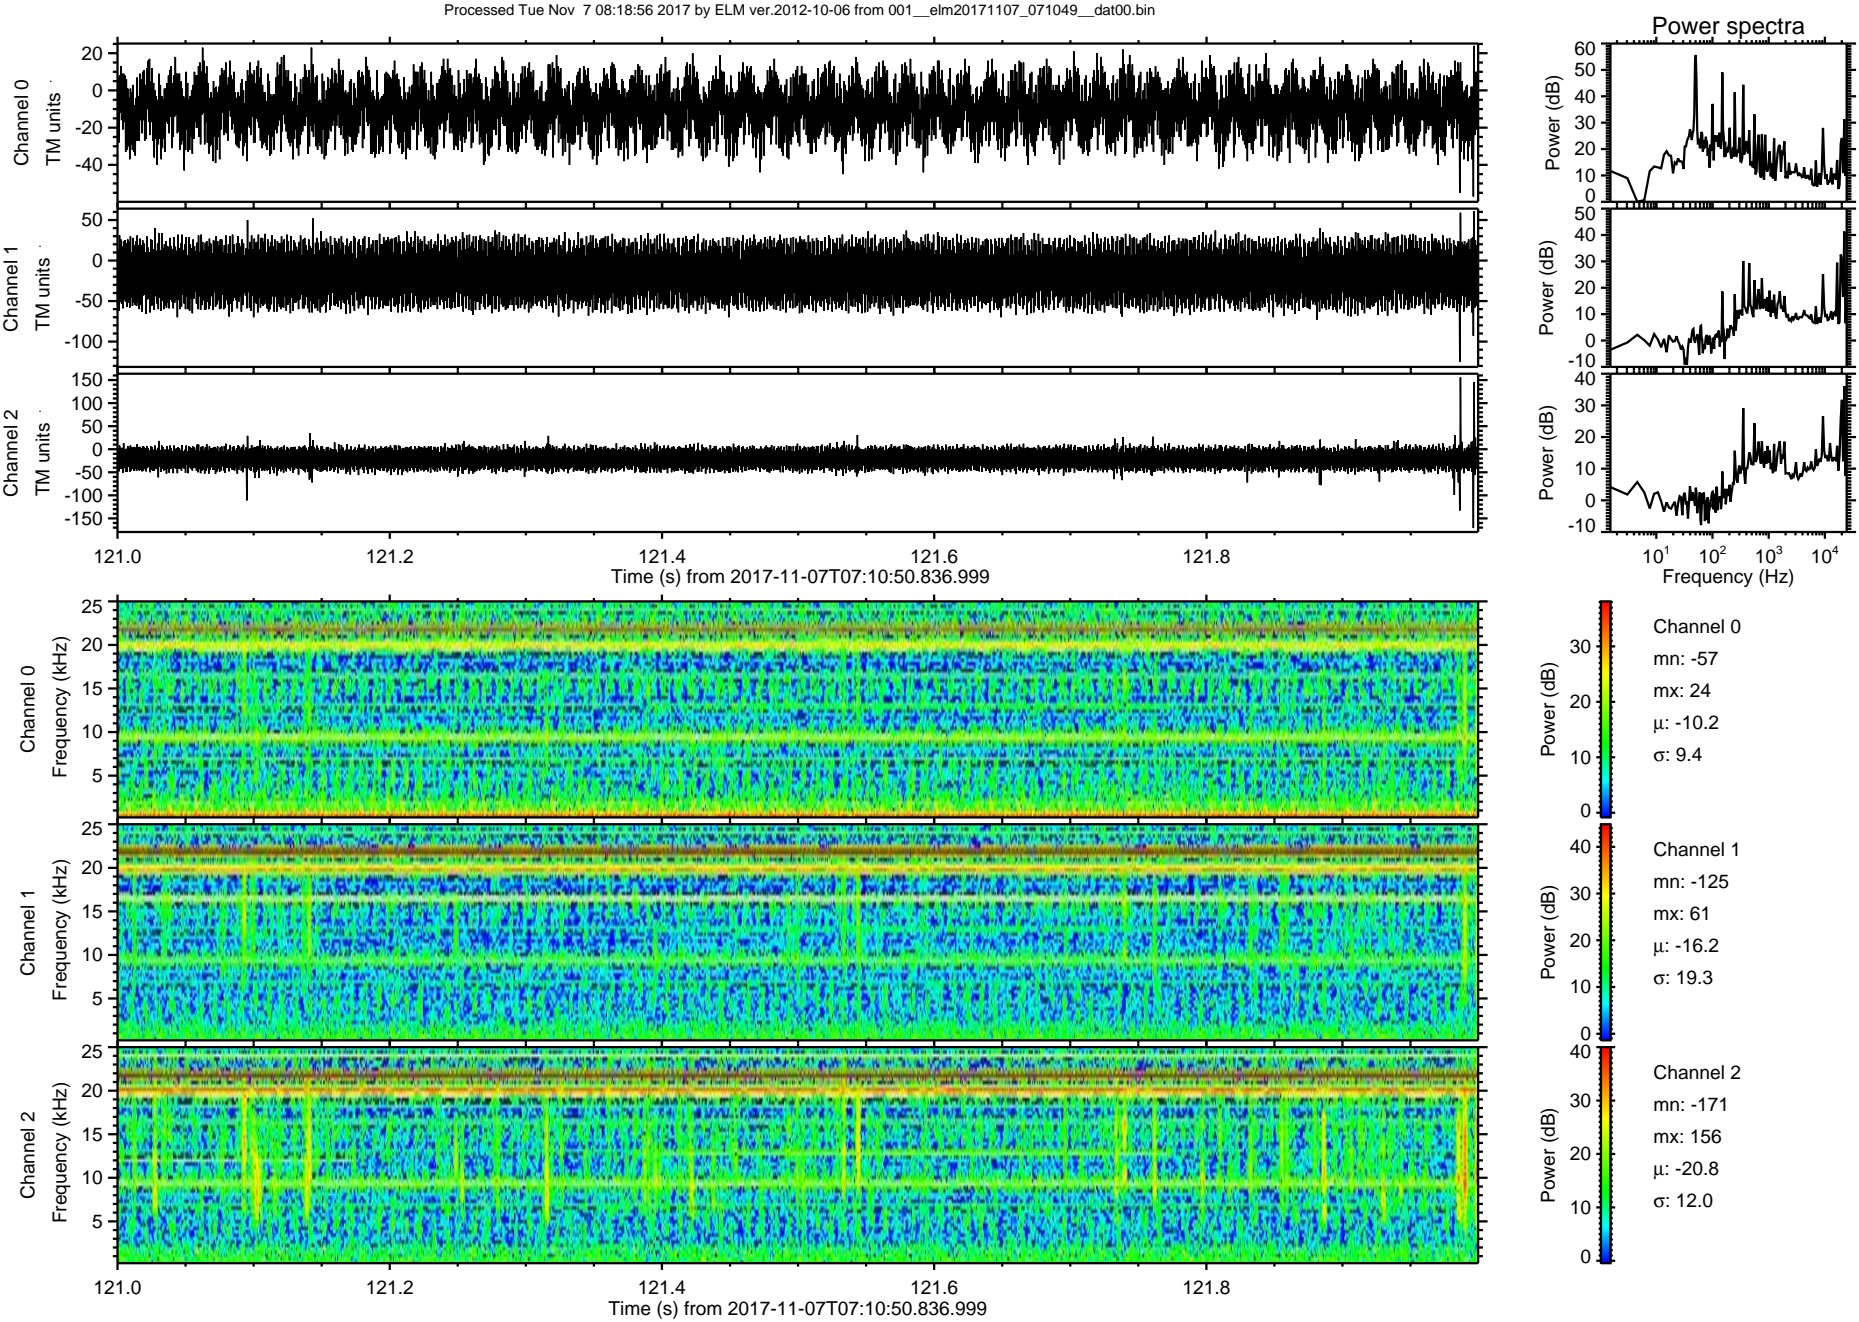 Processed Tue Nov  7 08:18:56 2017 by ELM ver.2012-10-06 from 001__elm20171107_071049__dat00.bin
Power spectra
Channel 0
TM units
20
0
-20
-40
Power (dB)
60
50
40
30
20
10
0
Channel 1
TM units
50
0
-50
-100
Power (dB)
50
40
30
20
10
0
-10
Channel 2
TM units
150
100
50
0
-50
-100
-150
Power (dB)
40
30
20
10
0
-10
121.0
121.2
121.4
121.6
121.8
Time (s) from 2017-11-07T07:10:50.836.999
10¹
10²
10³
10⁴
Frequency (Hz)
Channel 0
Frequency (kHz)
25
20
15
10
5
Power (dB)
30
20
10
0
Channel 0
mn: -57
mx: 24
μ: -10.2
σ: 9.4
Channel 1
Frequency (kHz)
25
20
15
10
5
Power (dB)
40
30
20
10
0
Channel 1
mn: -125
mx: 61
μ: -16.2
σ: 19.3
Channel 2
Frequency (kHz)
25
20
15
10
5
Power (dB)
40
30
20
10
0
Channel 2
mn: -171
mx: 156
μ: -20.8
σ: 12.0
121.0
121.2
121.4
121.6
121.8
Time (s) from 2017-11-07T07:10:50.836.999